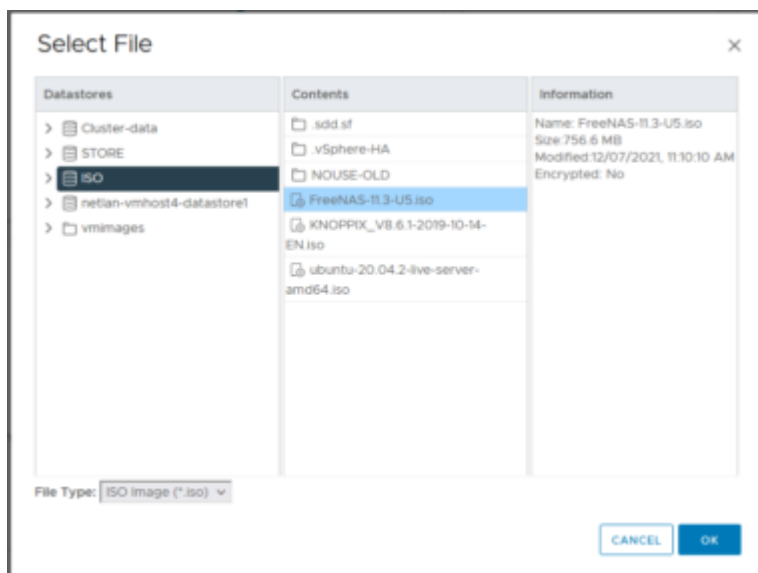 Select File
Datastores
Cluster-data
STORE
ISO
netlan-vmhost4-datastore1
vmimages
Contents
.sdd.sf
.vSphere-HA
NOUSE-OLD
FreeNAS-11.3-U5.iso
KNOPPIX_V8.6.1-2019-10-14-
EN.iso
ubuntu-20.04.2-live-server-
amd64.iso
Information
Name: FreeNAS-11.3-U5.iso
Size:756.6 MB
Modified:12/07/2021, 11:10:10 AM
Encrypted: No
File Type: ISO Image (*.iso)
CANCEL
OK